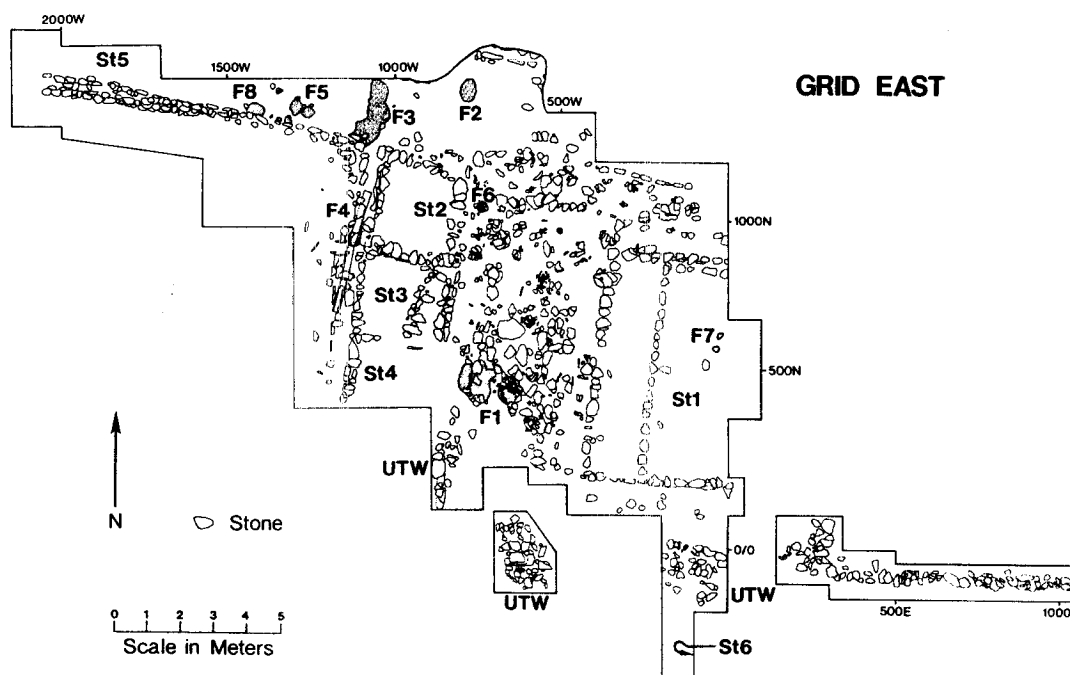 2000W
St5
1500W
1000W
GRID EAST
F8
F5
F3
F2
500W
F4
St2
F6
1000N
St3
F7
St4
St1
500N
F1
UTW
N
Stone
0/0
UTW
UTW
500E
1000
0 1 2 3 4 5
Scale in Meters
St6